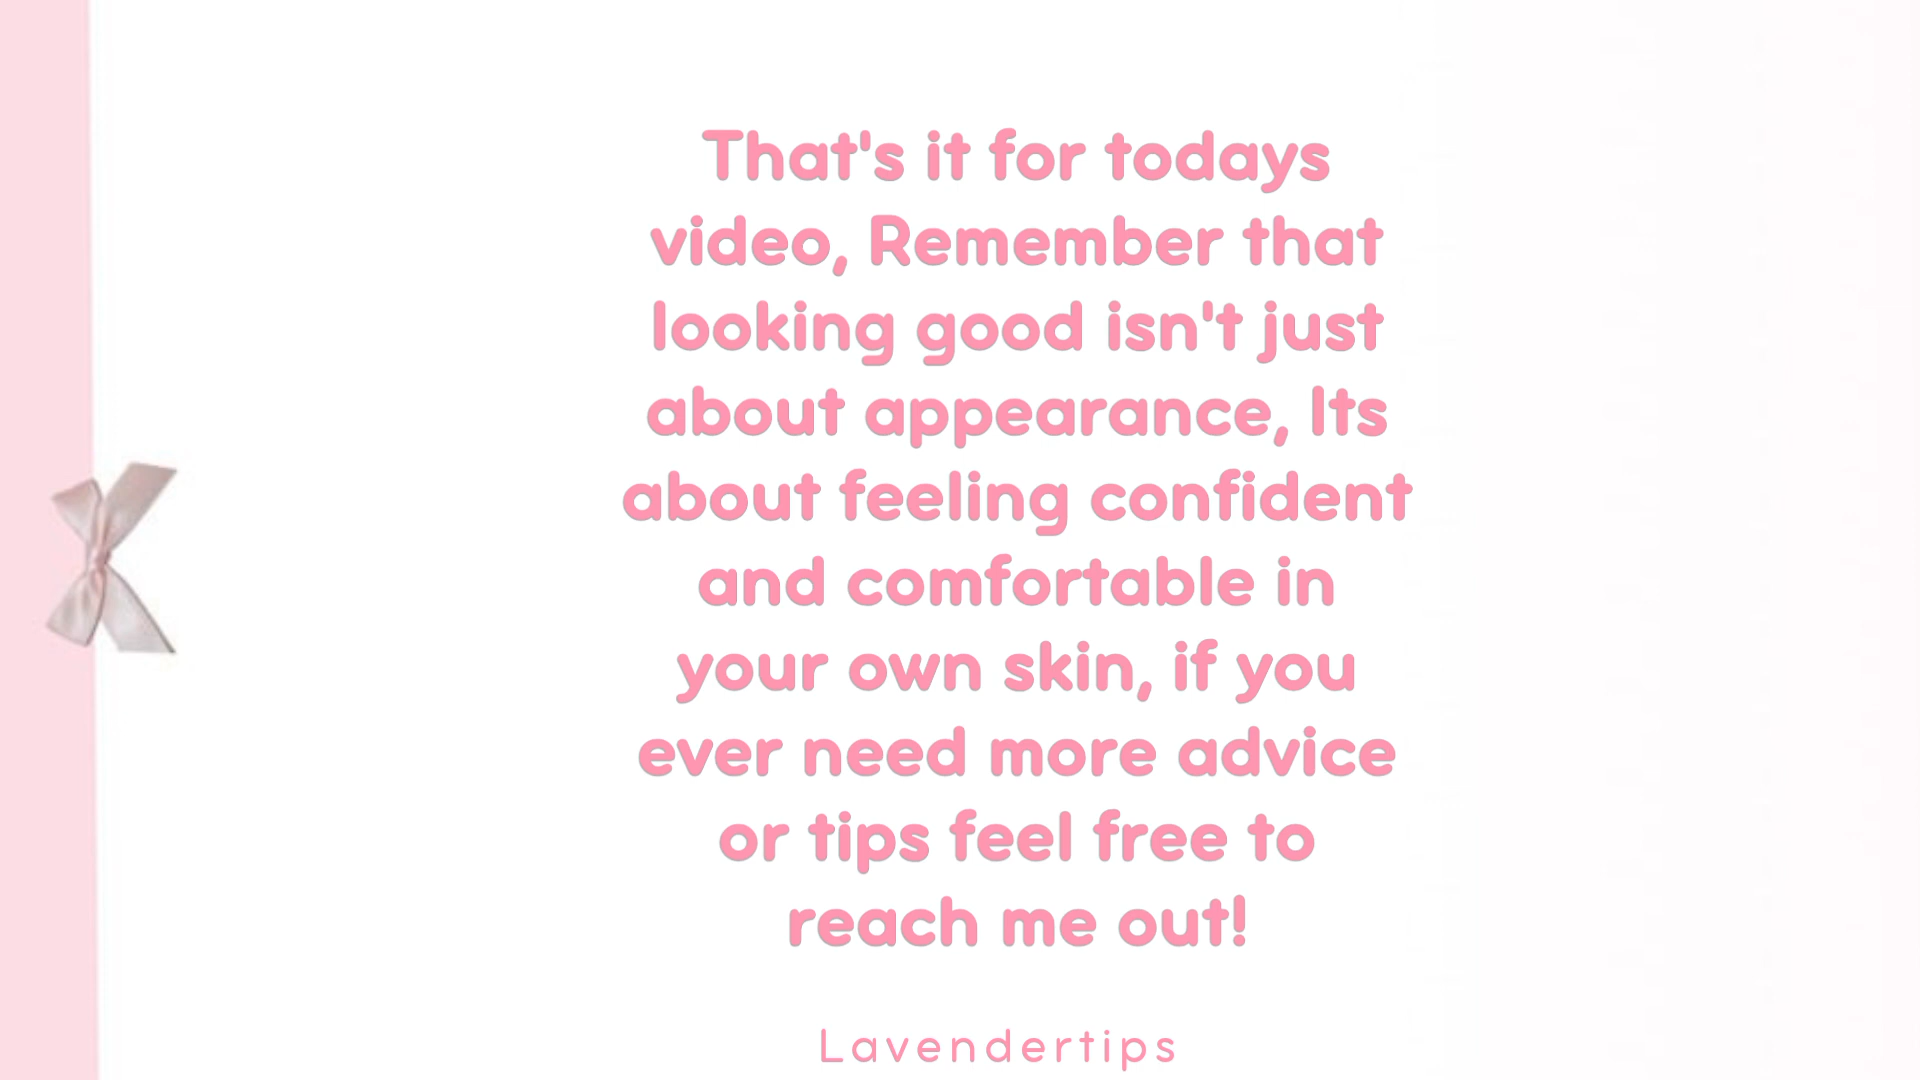 That's it for todays
video, Remember that
looking good isn't just
about appearance, Its
about feeling confident
and comfortable in
your own skin, if you
ever need more advice
or tips feel free to
reach me out!
Lavendertips